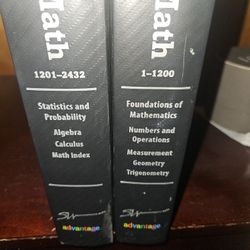 Math
1201–2432
Statistics and
Probability
Algebra
Calculus
Math Index
advantage
Math
1–1200
Foundations of
Mathematics
Numbers and
Operations
Measurement
Geometry
Trigonometry
advantage